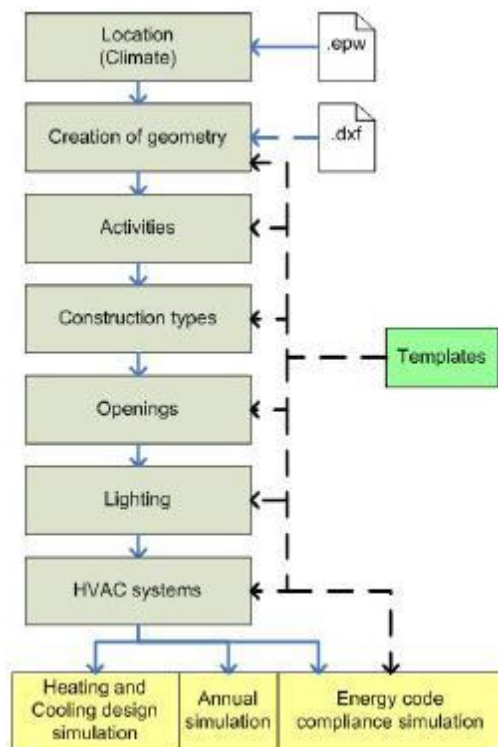 Location
(Climate)
.epw
Creation of geometry
.dxf
Activities
Construction types
Templates
Openings
Lighting
HVAC systems
Heating and
Cooling design
simulation
Annual
simulation
Energy code
compliance simulation